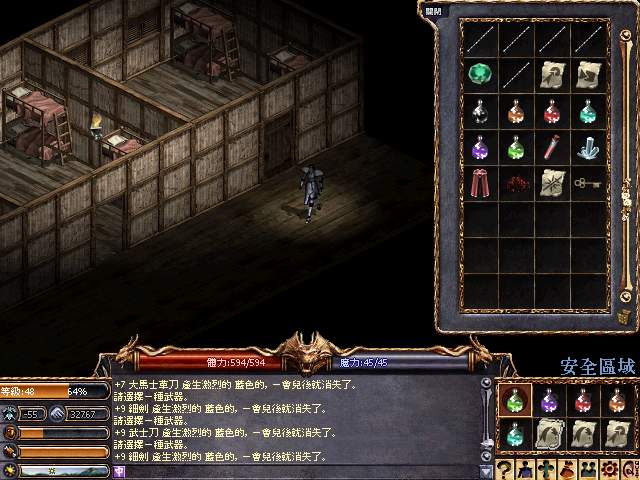 關閉
體力:594/594
魔力:45/45
安全區域
等級:48
64%
-55
32767
+7 大馬士革刀 產生激烈的 藍色的, 一會兒後就消失了。
請選擇一種武器。
+9 細劍 產生激烈的 藍色的, 一會兒後就消失了。
請選擇一種武器。
+9 武士刀 產生激烈的 藍色的, 一會兒後就消失了。
請選擇一種武器。
+9 細劍 產生激烈的 藍色的, 一會兒後就消失了。
中